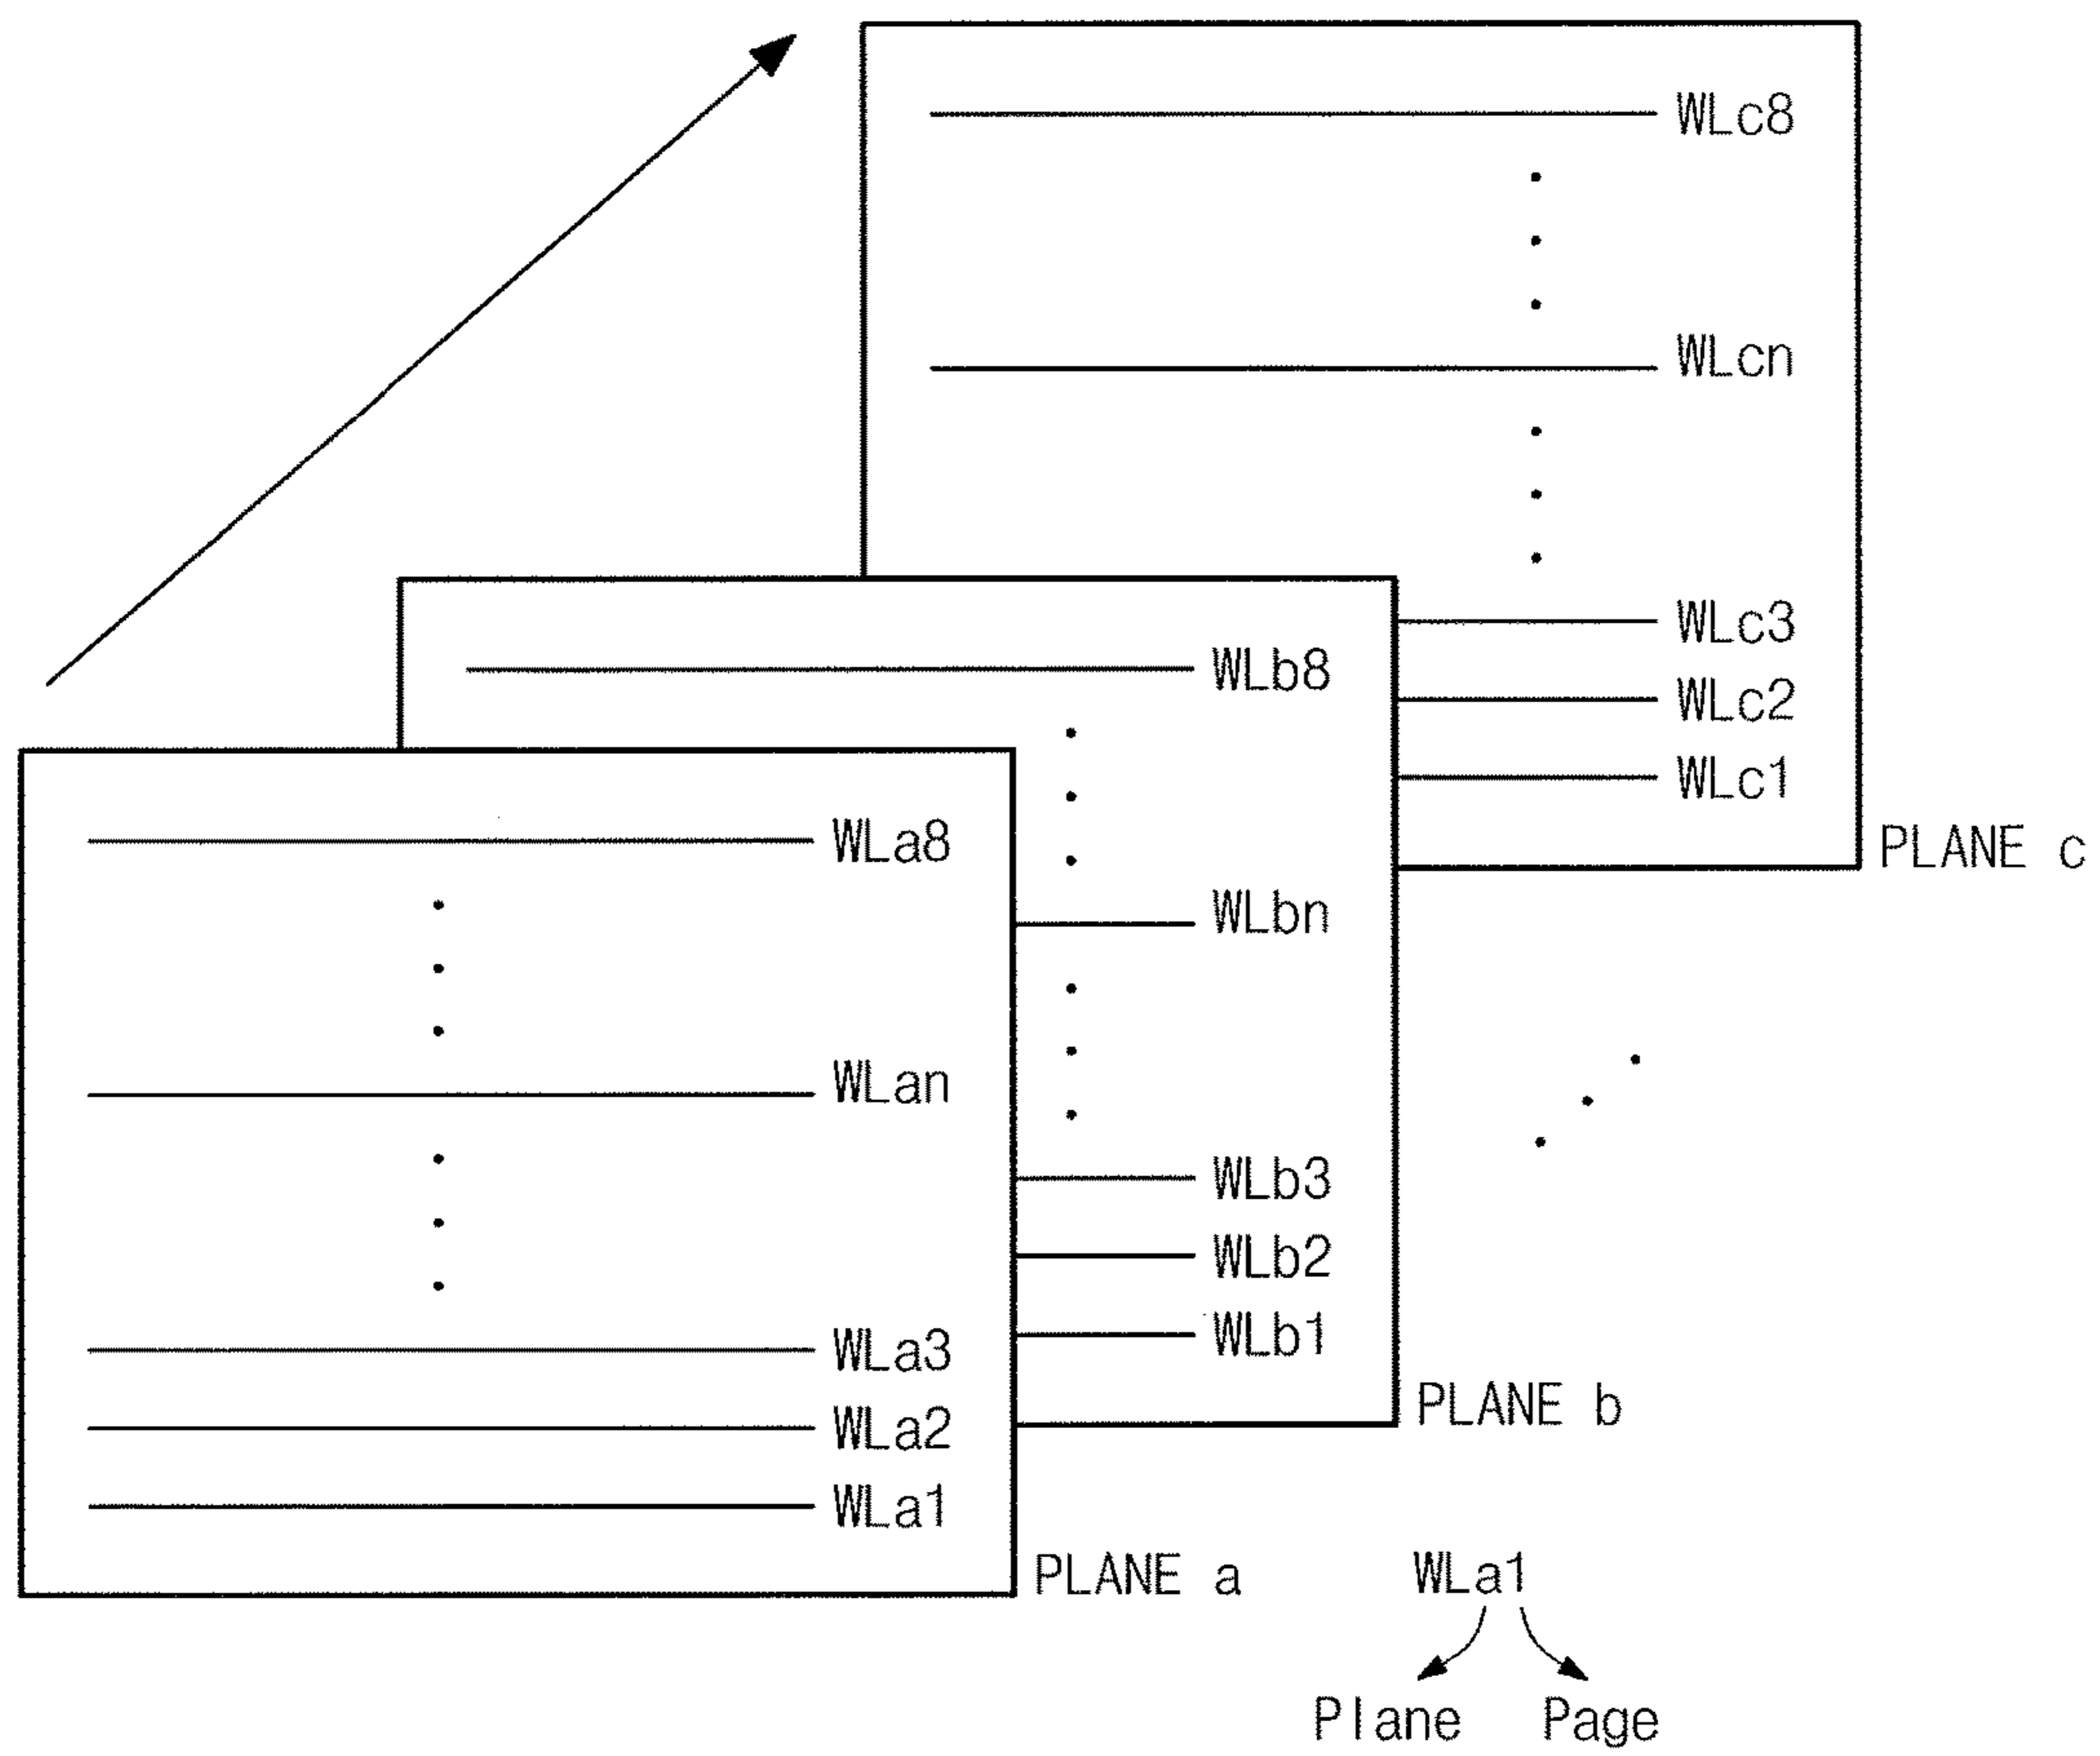 WLc8
WLcn
WLc3
WLc2
WLc1
PLANE c
WLb8
WLbn
WLb3
WLb2
WLb1
PLANE b
WLa8
WLan
WLa3
WLa2
WLa1
PLANE a
WLa1
Plane Page